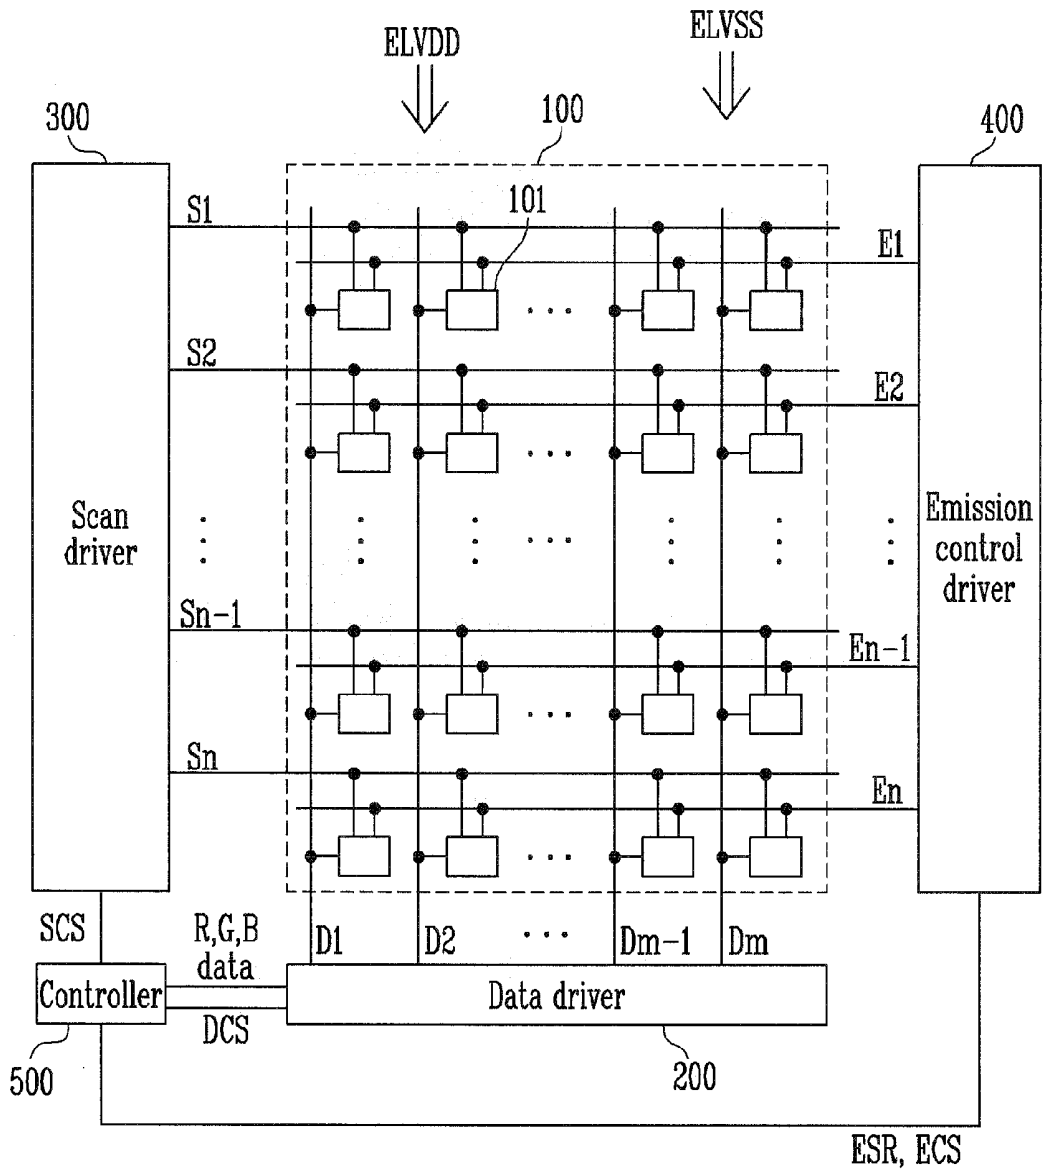 ELVDD
ELVSS
300
100
400
101
S1
E1
S2
E2
Scan
driver
Emission
control
driver
Sn-1
En-1
Sn
En
SCS
R,G,B
data
D1
D2
Dm-1
Dm
Controller
Data driver
DCS
500
200
ESR, ECS